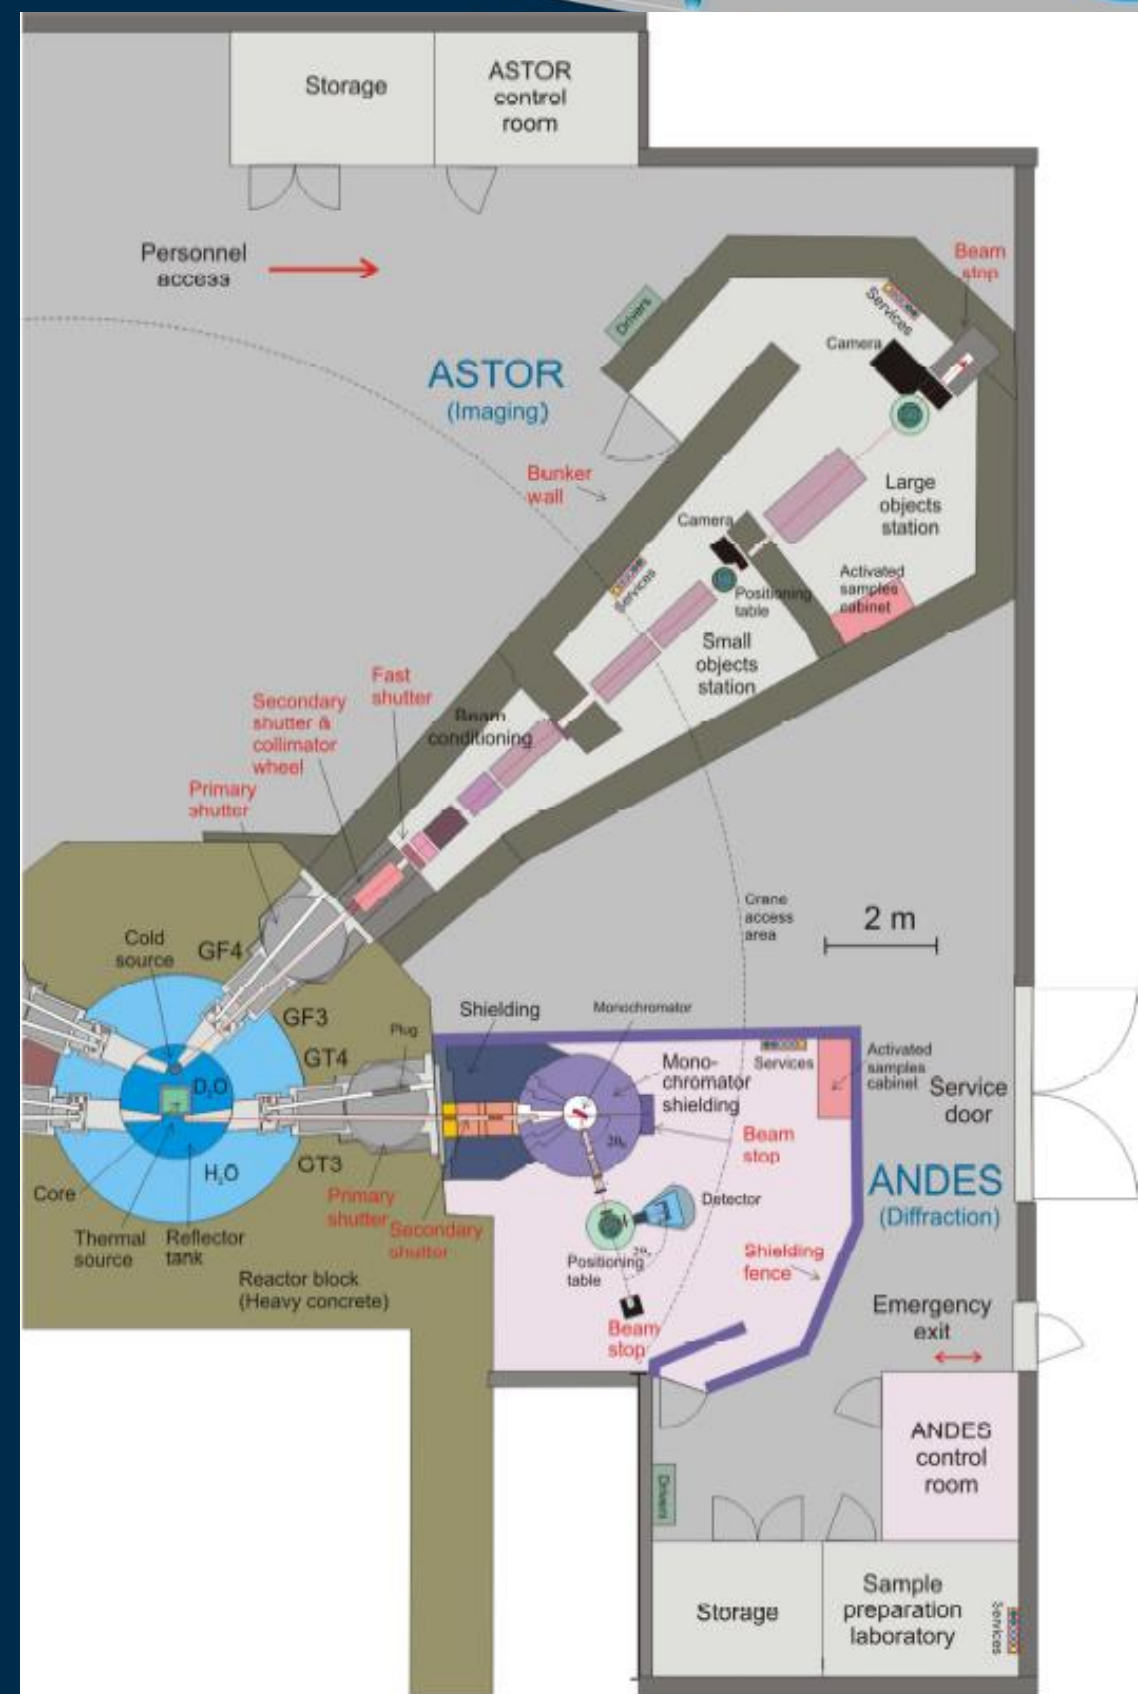 Storage
ASTOR
control
room
Personnel
access
Beam
stop
Services
Drivers
Camera
ASTOR
(Imaging)
Bunker
wall
Large
objects
station
Camera
Services
Activated
samples
cabinet
Positioning
table
Small
objects
station
Fast
shutter
Secondary
shutter &
collimator
wheel
Beam
conditioning
Primary
shutter
Crane
access
area
2 m
Cold
source
GF4
GF3
Shielding
Monochromator
Plug
GT4
Mono-
chromator
shielding
Services
Activated
samples
cabinet
Service
door
D₂O
H₂O
GT3
2θₘ
Beam
stop
Core
Thermal
source
Reflector
tank
Primary
shutter
Secondary
shutter
Detector
ANDES
(Diffraction)
Positioning
table
2θₛ
Shielding
fence
Reactor block
(Heavy concrete)
Beam
stop
Emergency
exit
ANDES
control
room
Drivers
Storage
Sample
preparation
laboratory
Services